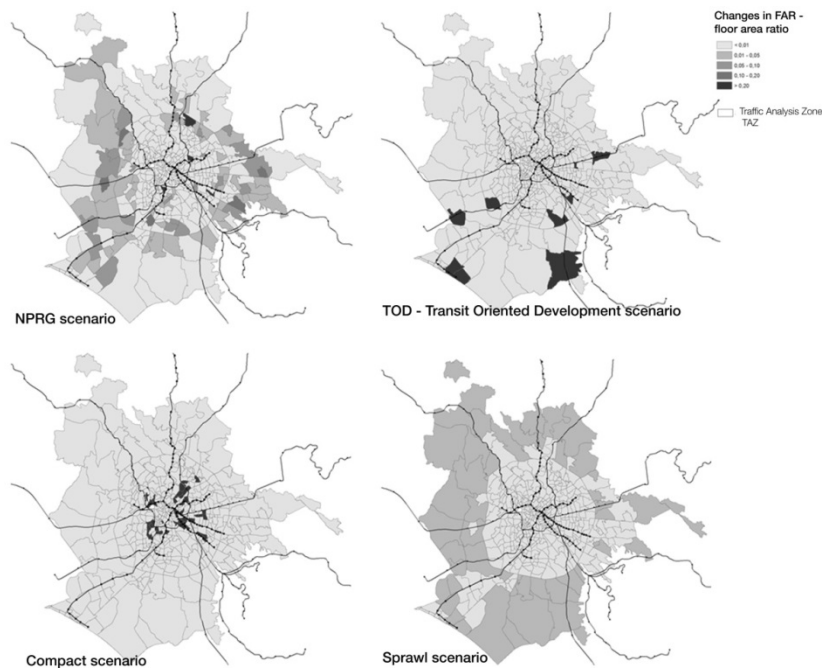 Changes in FAR -
floor area ratio
< 0.01
0.01 - 0.05
0.05 - 0.10
0.10 - 0.20
> 0.20
Traffic Analysis Zone
TAZ
NPRG scenario
TOD - Transit Oriented Development scenario
Compact scenario
Sprawl scenario